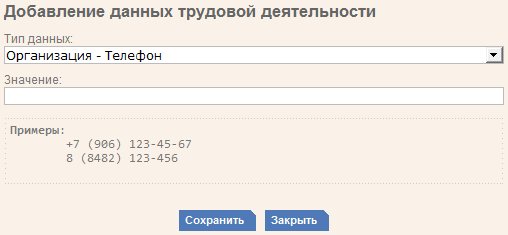 Добавление данных трудовой деятельности
Тип данных:
Организация - Телефон
Значение:
Примеры:
+7 (906) 123-45-67
8 (8482) 123-456
Сохранить Закрыть